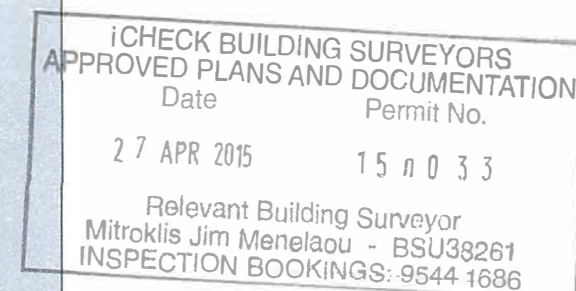 iCHECK BUILDING SURVEYORS
APPROVED PLANS AND DOCUMENTATION
Date Permit No.
27 APR 2015
Relevant Building Surveyor
Mitroklis Jim Menelaou - BSU38261
INSPECTION BOOKINGS: 9544 1686